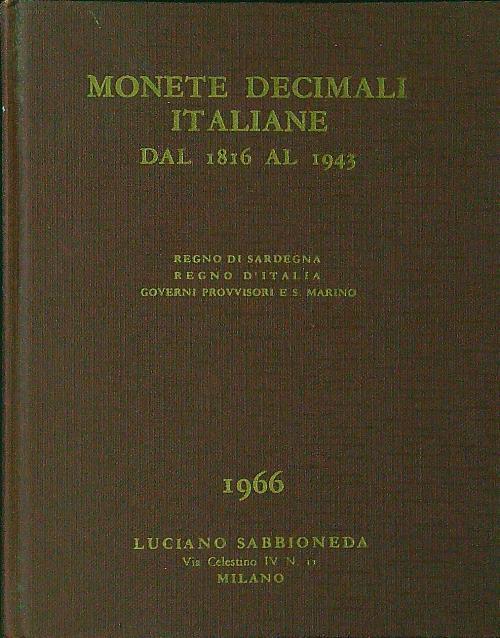 MONETE DECIMALI
ITALIANE
DAL 1816 AL 1943
REGNO DI SARDEGNA
REGNO D'ITALIA
GOVERNI PROVVISORI E S. MARINO
1966
LUCIANO SABBIONEDA
Via Celestino IV N. 11
MILANO